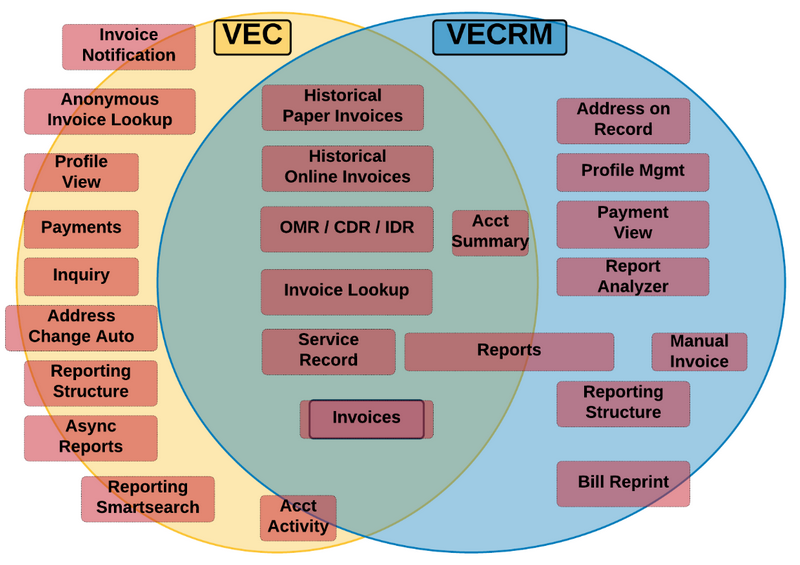 VEC
VECRM
Invoice
Notification
Anonymous
Invoice Lookup
Profile
View
Payments
Inquiry
Address
Change Auto
Reporting
Structure
Async
Reports
Reporting
Smartsearch
Historical
Paper Invoices
Historical
Online Invoices
OMR / CDR / IDR
Acct
Summary
Invoice Lookup
Service
Record
Reports
Invoices
Acct
Activity
Address on
Record
Profile Mgmt
Payment
View
Report
Analyzer
Manual
Invoice
Reporting
Structure
Bill Reprint